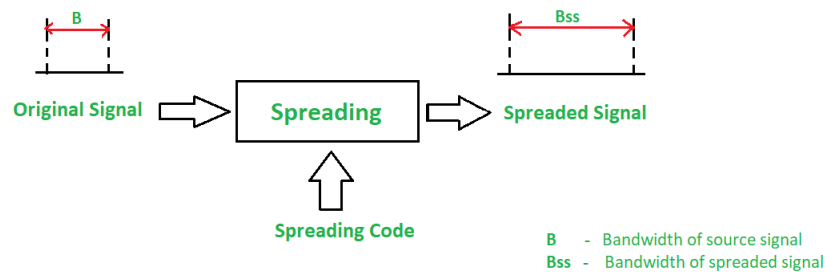 B
Bss
Original Signal
Spreading
Spreaded Signal
Spreading Code
B - Bandwidth of source signal
Bss - Bandwidth of spreaded signal